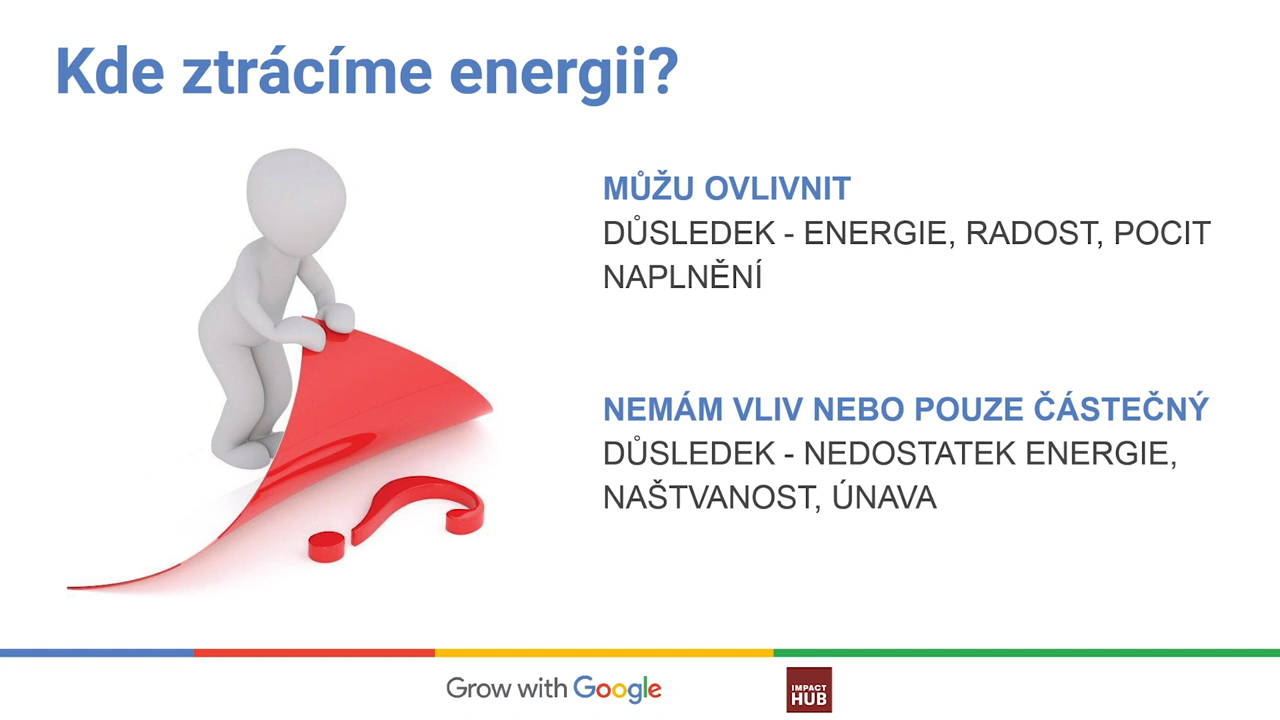 Kde ztrácíme energii?
MŮŽU OVLIVNIT
DŮSLEDEK - ENERGIE, RADOST, POCIT
NAPLNĚNÍ
NEMÁM VLIV NEBO POUZE ČÁSTEČNÝ
DŮSLEDEK - NEDOSTATEK ENERGIE,
NAŠTVANOST, ÚNAVA
Grow with Google
IMPACT
HUB